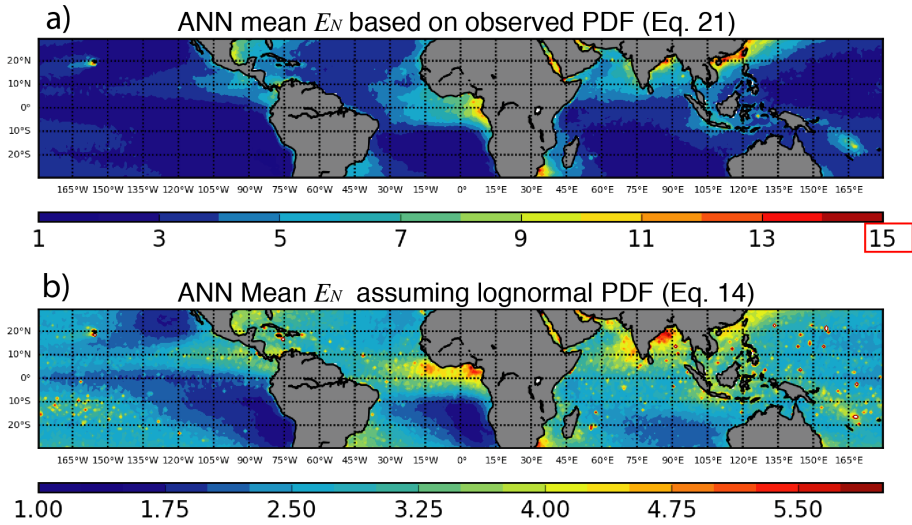 a) ANN mean E_N based on observed PDF (Eq. 21)
20°N
10°N
0°
10°S
20°S
165°W 150°W 135°W 120°W 105°W 90°W 75°W 60°W 45°W 30°W 15°W 0° 15°E 30°E 45°E 60°E 75°E 90°E 105°E 120°E 135°E 150°E 165°E
1 3 5 7 9 11 13 15
b) ANN Mean E_N assuming lognormal PDF (Eq. 14)
20°N
10°N
0°
10°S
20°S
165°W 150°W 135°W 120°W 105°W 90°W 75°W 60°W 45°W 30°W 15°W 0° 15°E 30°E 45°E 60°E 75°E 90°E 105°E 120°E 135°E 150°E 165°E
1.00 1.75 2.50 3.25 4.00 4.75 5.50